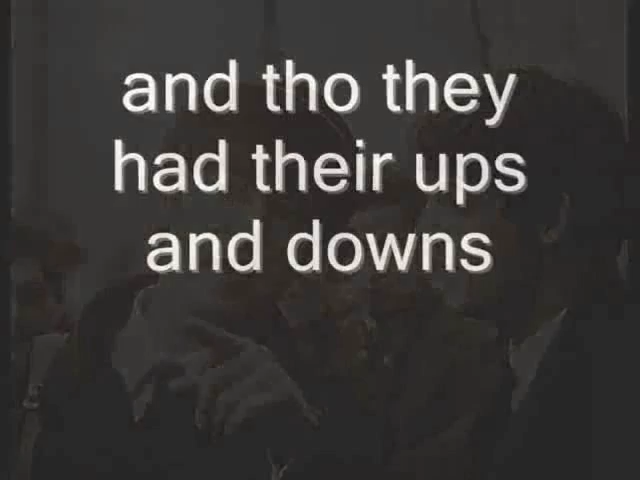 and tho they
had their ups
and downs